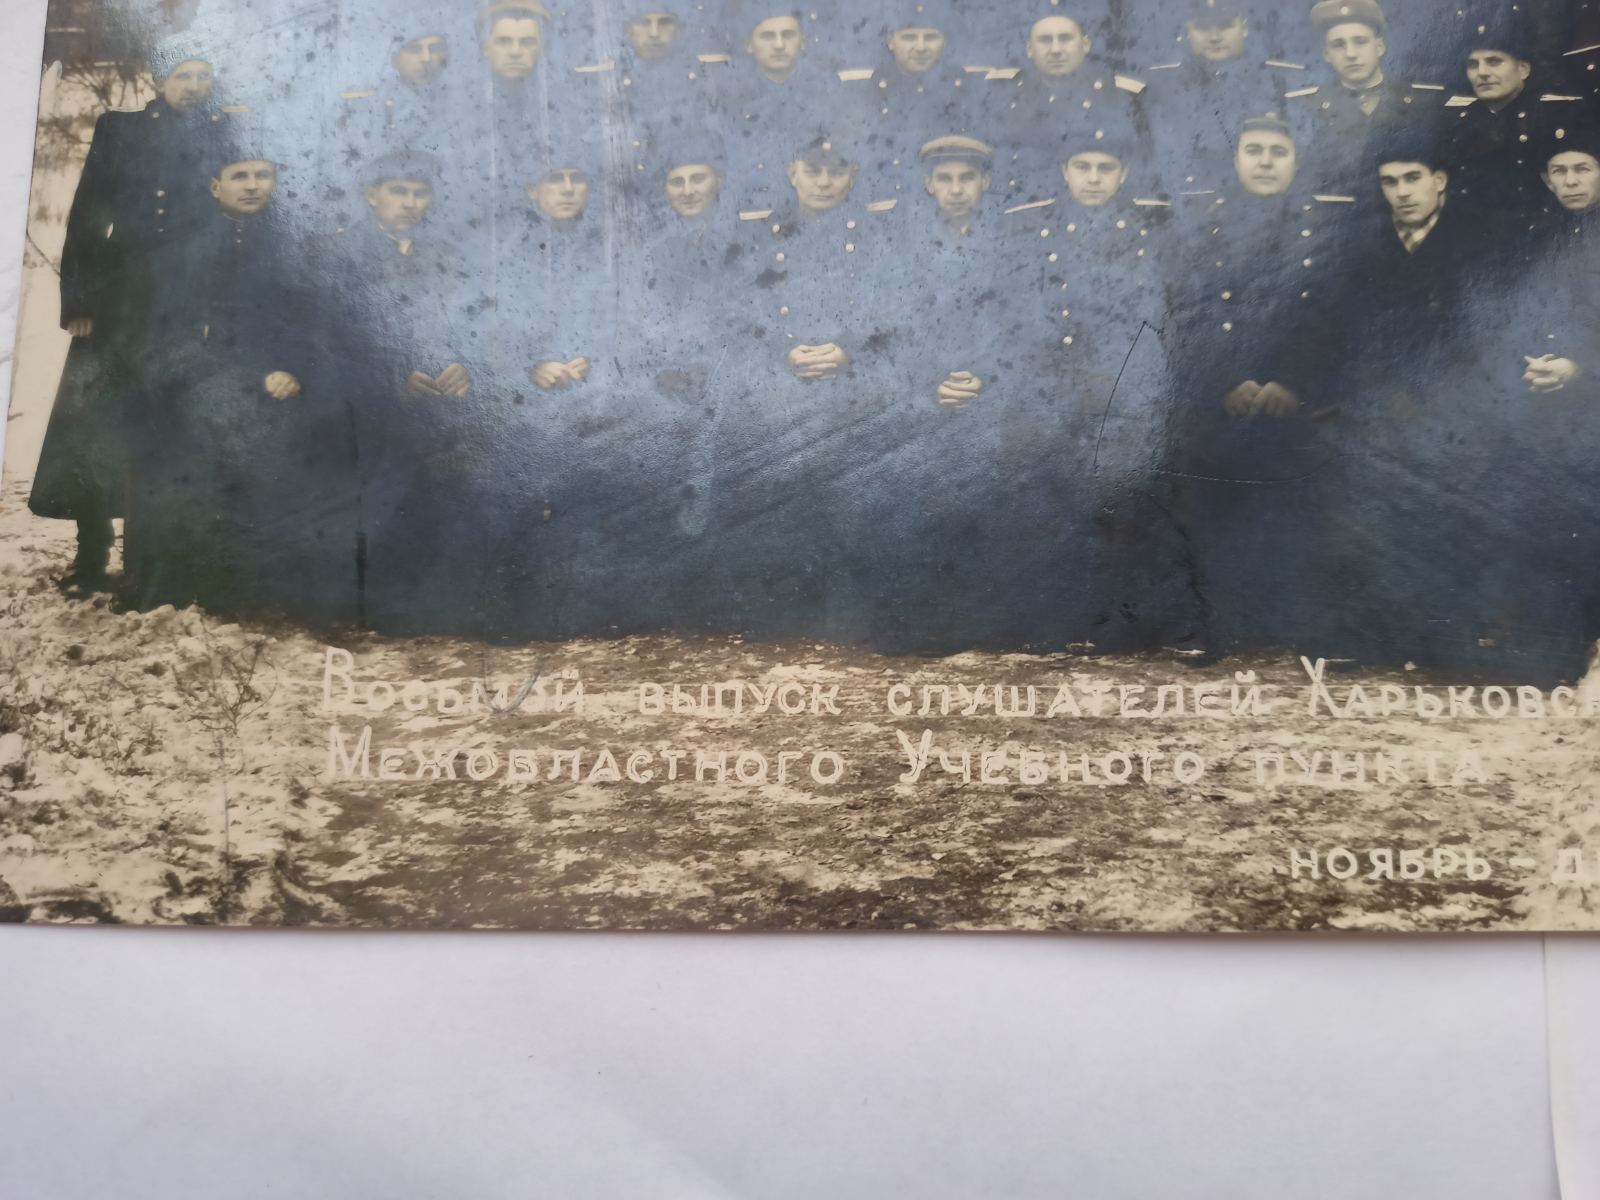 Восьмой выпуск слушателей Харьковс
Межобластного Учебного пункта
ноябрь - д